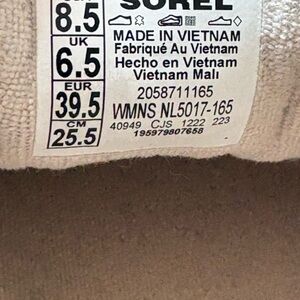 8.5
SOREL
UK
6.5
EUR
39.5
CM
25.5
MADE IN VIETNAM
Fabriqué Au Vietnam
Hecho en Vietnam
Vietnam Malı
2058711165
WMNS NL5017-165
40949 CJS 1222 223
195979807658